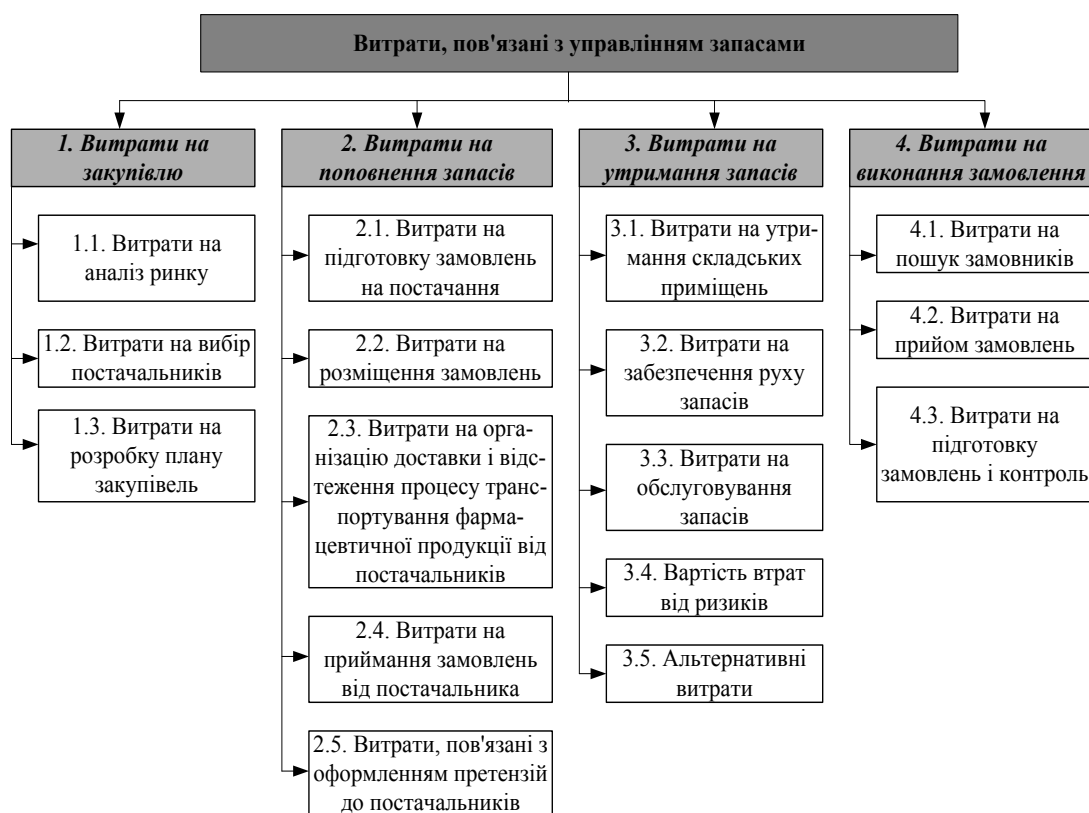 Витрати, пов'язані з управлінням запасами
1. Витрати на
закупівлю
1.1. Витрати на
аналіз ринку
1.2. Витрати на вибір
постачальників
1.3. Витрати на
розробку плану
закупівель
2. Витрати на
поповнення запасів
2.1. Витрати на
підготовку замовлень
на постачання
2.2. Витрати на
розміщення замовлень
2.3. Витрати на орга-
нізацію доставки і відс-
теження процесу транс-
портування фарма-
цевтичної продукції від
постачальників
2.4. Витрати на
приймання замовлень
від постачальника
2.5. Витрати, пов'язані з
оформленням претензій
до постачальників
3. Витрати на
утримання запасів
3.1. Витрати на утри-
мання складських
приміщень
3.2. Витрати на
забезпечення руху
запасів
3.3. Витрати на
обслуговування
запасів
3.4. Вартість втрат
від ризиків
3.5. Альтернативні
витрати
4. Витрати на
виконання замовлення
4.1. Витрати на
пошук замовників
4.2. Витрати на
прийом замовлень
4.3. Витрати на
підготовку
замовлень і контроль